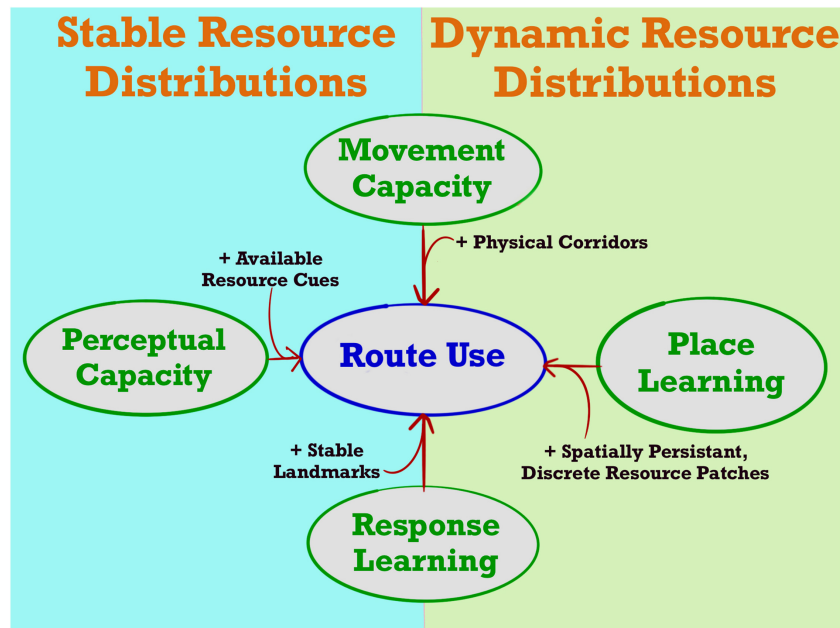 Stable Resource
Distributions
Dynamic Resource
Distributions
Movement
Capacity
+ Physical Corridors
+ Available
Resource Cues
Perceptual
Capacity
Route Use
Place
Learning
+ Stable
Landmarks
+ Spatially Persistant,
Discrete Resource Patches
Response
Learning